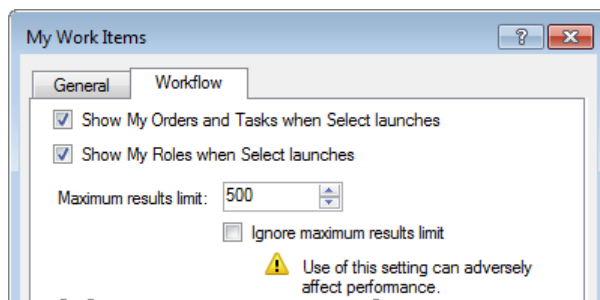 My Work Items
?
General
Workflow
Show My Orders and Tasks when Select launches
Show My Roles when Select launches
Maximum results limit: 500
Ignore maximum results limit
Use of this setting can adversely
affect performance.